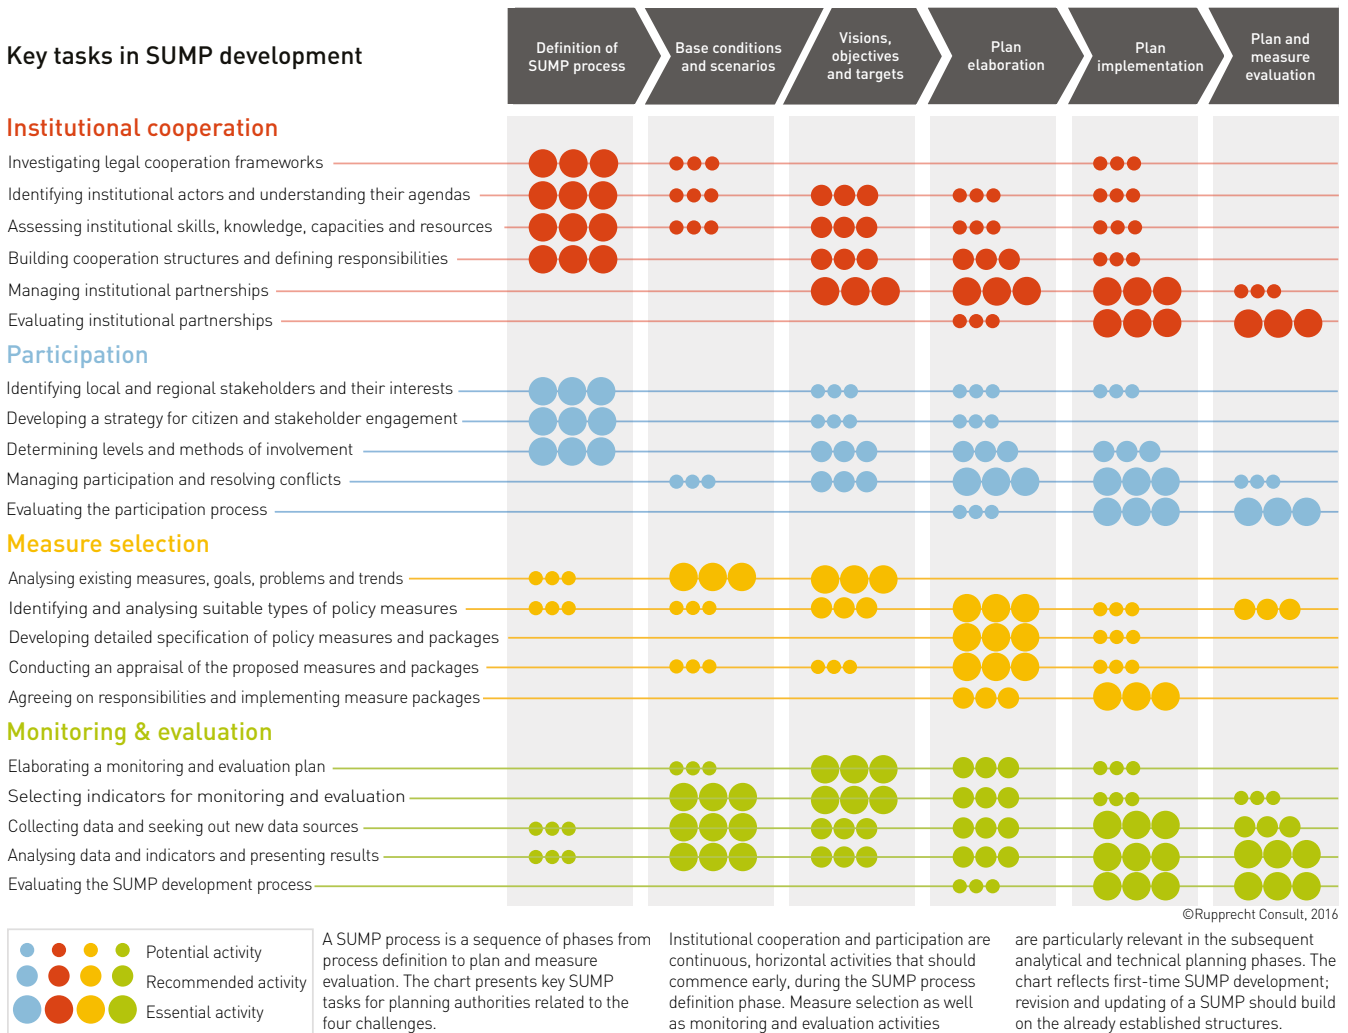 Key tasks in SUMP development
Definition of
SUMP process
Base conditions
and scenarios
Visions,
objectives
and targets
Plan
elaboration
Plan
implementation
Plan and
measure
evaluation
Institutional cooperation
Investigating legal cooperation frameworks
Identifying institutional actors and understanding their agendas
Assessing institutional skills, knowledge, capacities and resources
Building cooperation structures and defining responsibilities
Managing institutional partnerships
Evaluating institutional partnerships
Participation
Identifying local and regional stakeholders and their interests
Developing a strategy for citizen and stakeholder engagement
Determining levels and methods of involvement
Managing participation and resolving conflicts
Evaluating the participation process
Measure selection
Analysing existing measures, goals, problems and trends
Identifying and analysing suitable types of policy measures
Developing detailed specification of policy measures and packages
Conducting an appraisal of the proposed measures and packages
Agreeing on responsibilities and implementing measure packages
Monitoring & evaluation
Elaborating a monitoring and evaluation plan
Selecting indicators for monitoring and evaluation
Collecting data and seeking out new data sources
Analysing data and indicators and presenting results
Evaluating the SUMP development process
©Rupprecht Consult, 2016
Potential activity
Recommended activity
Essential activity
A SUMP process is a sequence of phases from
process definition to plan and measure
evaluation. The chart presents key SUMP
tasks for planning authorities related to the
four challenges.
Institutional cooperation and participation are
continuous, horizontal activities that should
commence early, during the SUMP process
definition phase. Measure selection as well
as monitoring and evaluation activities
are particularly relevant in the subsequent
analytical and technical planning phases. The
chart reflects first-time SUMP development;
revision and updating of a SUMP should build
on the already established structures.